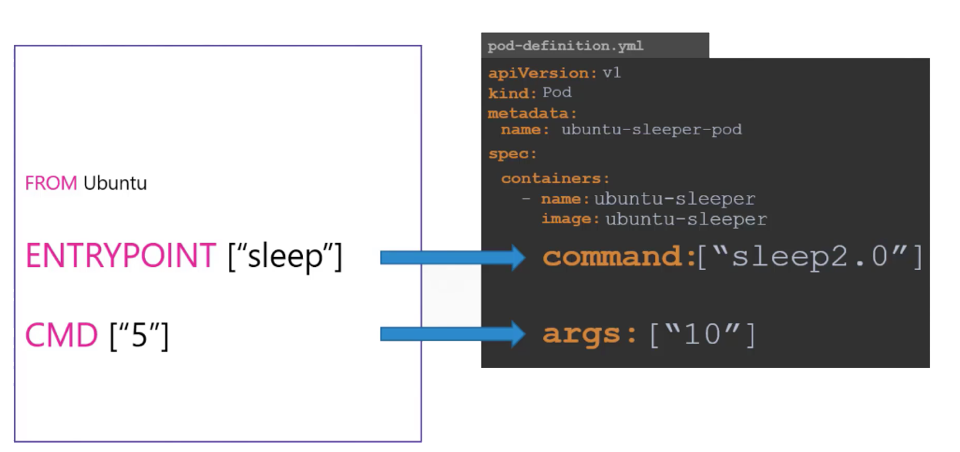 FROM Ubuntu
ENTRYPOINT [“sleep”]
CMD [“5”]
pod-definition.yml
apiVersion: v1
kind: Pod
metadata:
name: ubuntu-sleeper-pod
spec:
containers:
- name: ubuntu-sleeper
image: ubuntu-sleeper
command:[“sleep2.0”]
args: [“10”]